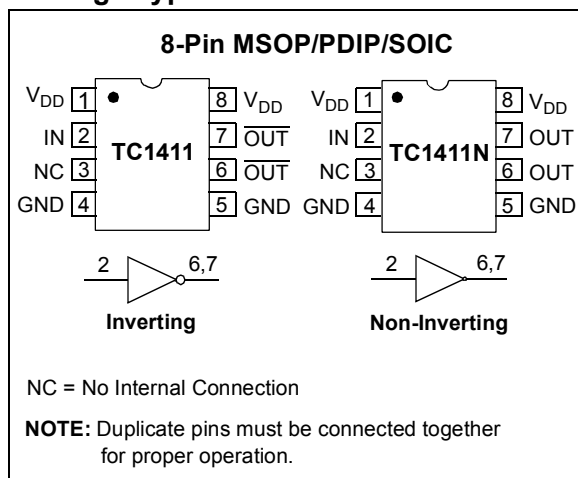 8-Pin MSOP/PDIP/SOIC
VDD 1 8 VDD
IN 2 7 OUT
NC 3 6 OUT
GND 4 5 GND
TC1411
VDD 1 8 VDD
IN 2 7 OUT
NC 3 6 OUT
GND 4 5 GND
TC1411N
2 6,7
Inverting
2 6,7
Non-Inverting
NC = No Internal Connection
NOTE: Duplicate pins must be connected together
for proper operation.